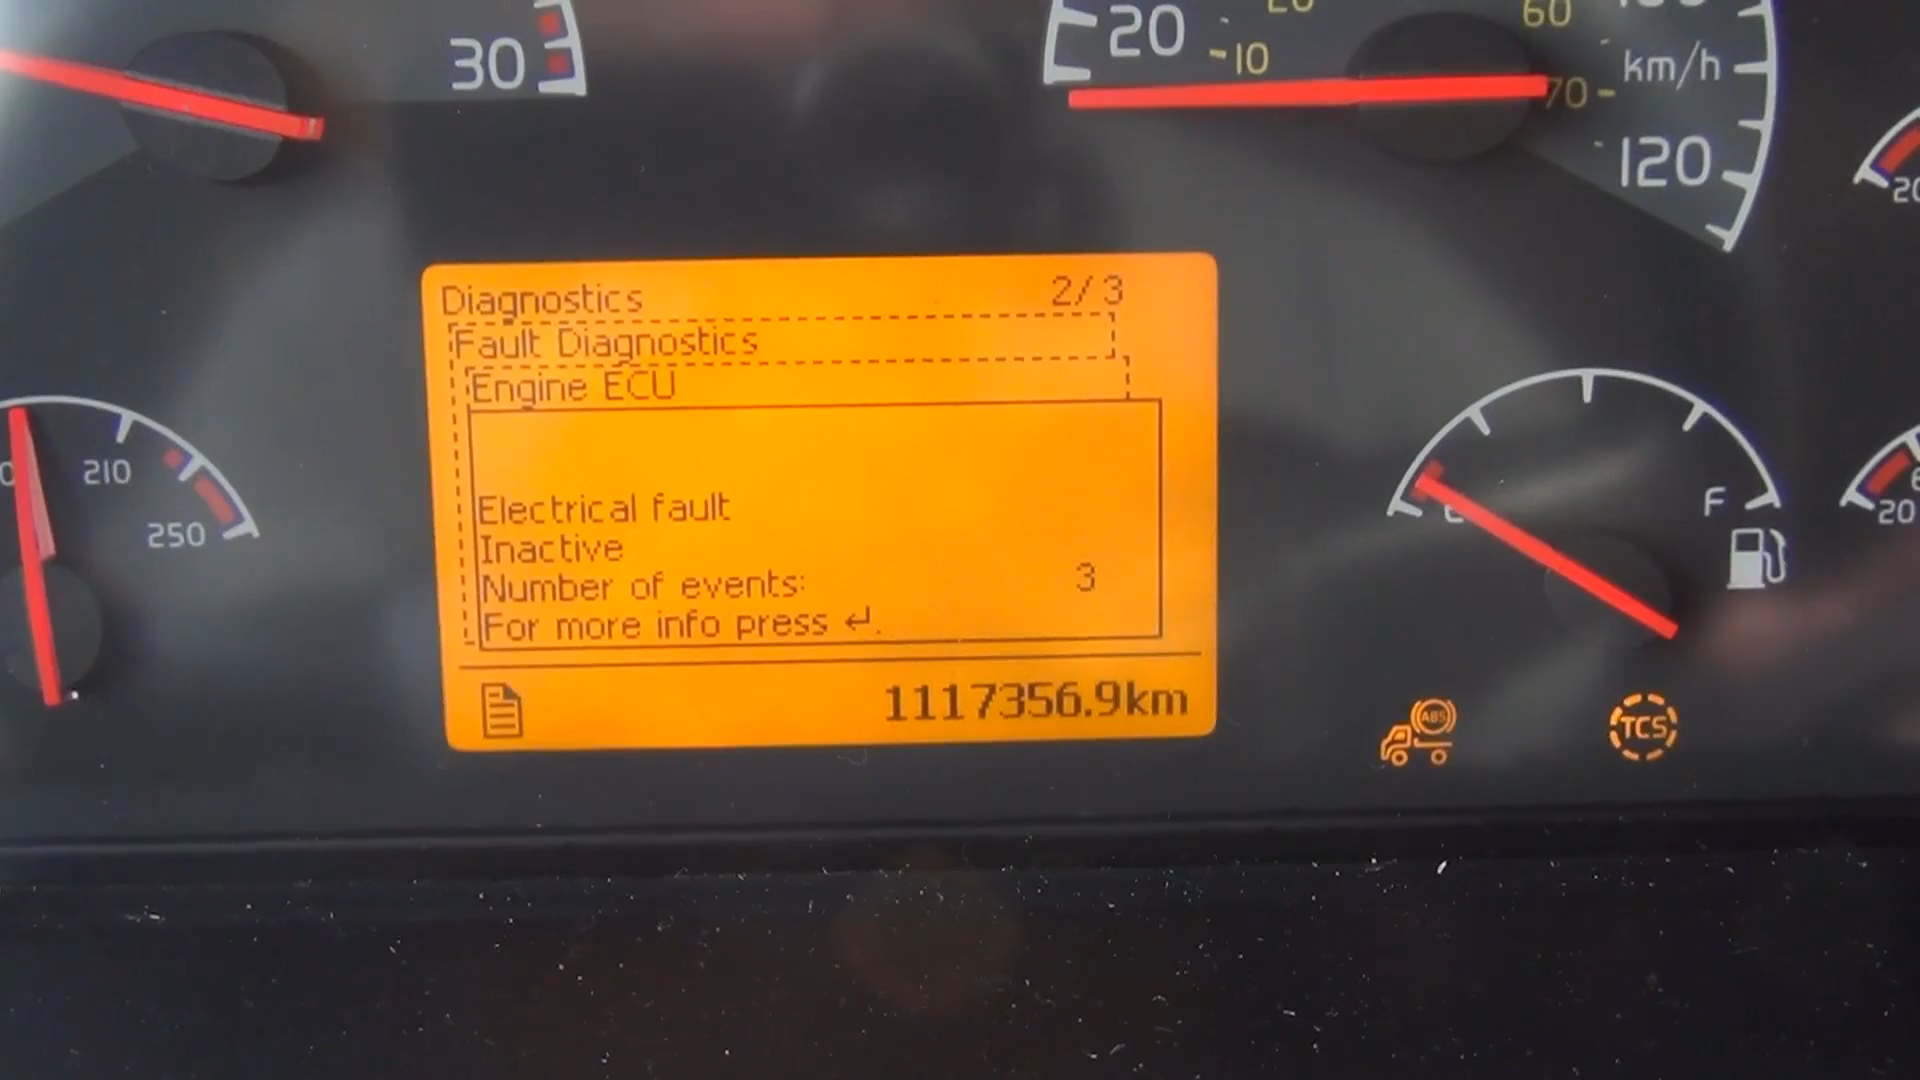 30
20
10
60
km/h
70
120
20
Diagnostics 2/3
Fault Diagnostics
Engine ECU
Electrical fault
Inactive
Number of events: 3
For more info press ↵.
1117356.9km
210
250
F
20
ABS
TCS